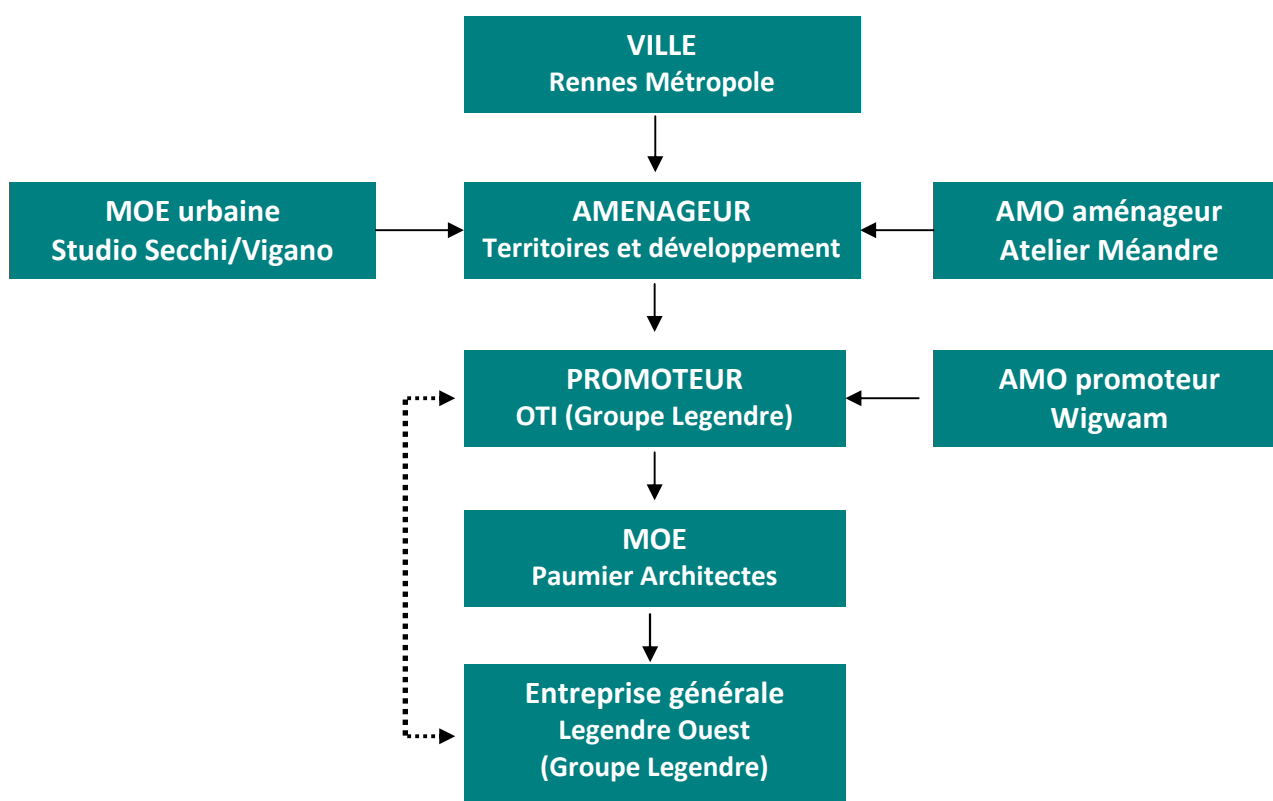 VILLE
Rennes Métropole
MOE urbaine
Studio Secchi/Vigano
AMENAGEUR
Territoires et développement
AMO aménageur
Atelier Méandre
PROMOTEUR
OTI (Groupe Legendre)
AMO promoteur
Wigwam
MOE
Paumier Architectes
Entreprise générale
Legendre Ouest
(Groupe Legendre)